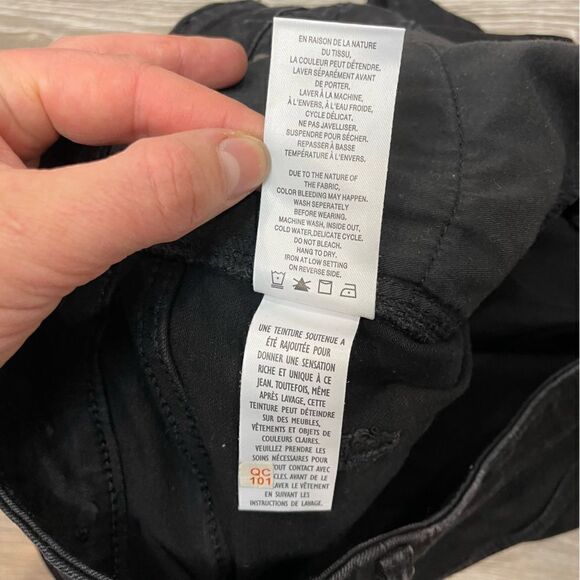 EN RAISON DE LA NATURE
DU TISSU,
LA COULEUR PEUT DÉTENDRE.
LAVER SÉPARÉMENT AVANT
DE PORTER.
LAVER À LA MACHINE,
À L'ENVERS, À L'EAU FROIDE,
CYCLE DÉLICAT.
NE PAS JAVELLISER.
SUSPENDRE POUR SÉCHER.
REPASSER À BASSE
TEMPÉRATURE À L'ENVERS.
DUE TO THE NATURE OF
THE FABRIC,
COLOR BLEEDING MAY HAPPEN.
WASH SEPERATELY
BEFORE WEARING.
MACHINE WASH, INSIDE OUT,
COLD WATER,DELICATE CYCLE.
DO NOT BLEACH.
HANG TO DRY.
IRON AT LOW SETTING
ON REVERSE SIDE.
UNE TEINTURE SOUTENUE A
ÉTÉ RAJOUTÉE POUR
DONNER UNE SENSATION
RICHE ET UNIQUE À CE
JEAN. TOUTEFOIS, MÊME
APRÈS LAVAGE, CETTE
TEINTURE PEUT DÉTEINDRE
SUR DES MEUBLES,
VÊTEMENTS ET OBJETS DE
COULEURS CLAIRES.
VEUILLEZ PRENDRE LES
SOINS NÉCESSAIRES POUR
TOUT CONTACT AVEC
CLES. AVANT DE LE
LAVER LE VÊTEMENT
EN SUIVANT LES
INSTRUCTIONS DE LAVAGE.
QC
101